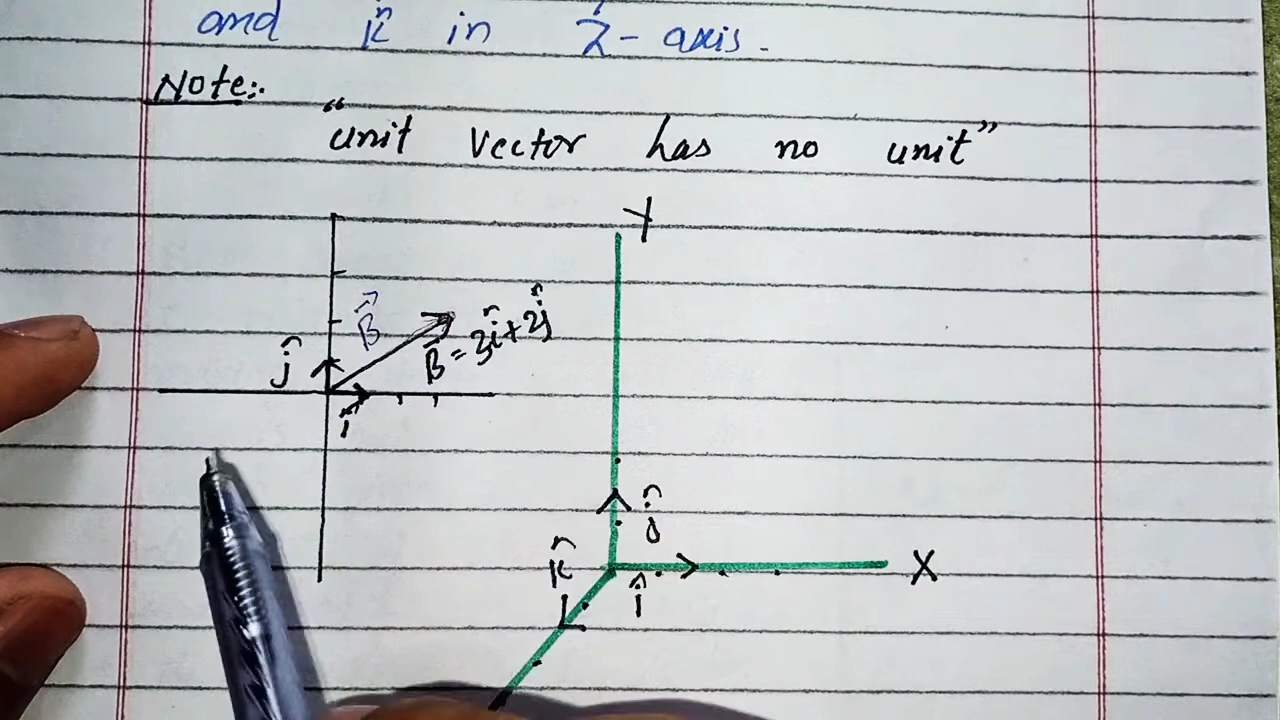 and k̂ in Z-axis.
Note:-
"unit vector has no unit"
Y
B⃗
B⃗ = 3î + 2ĵ
ĵ
î
ĵ
k̂
î
X